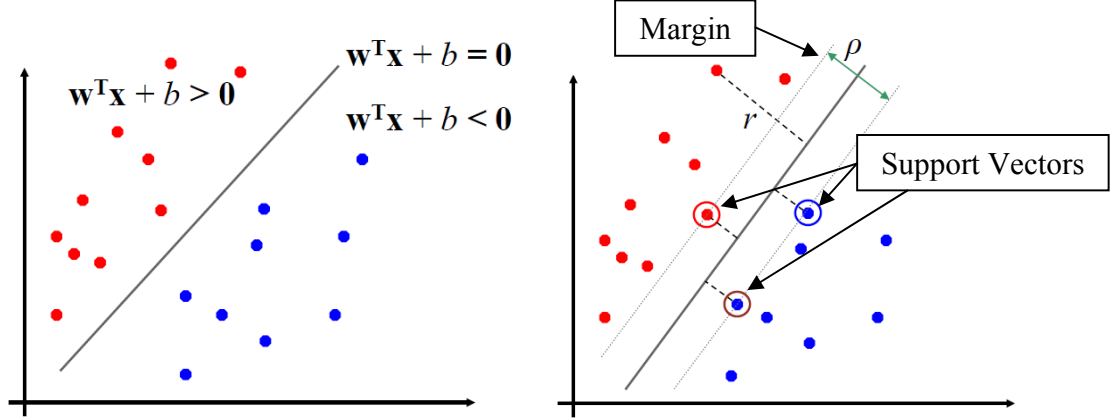 wᵀx + b = 0
wᵀx + b > 0
wᵀx + b < 0
Margin
ρ
r
Support Vectors